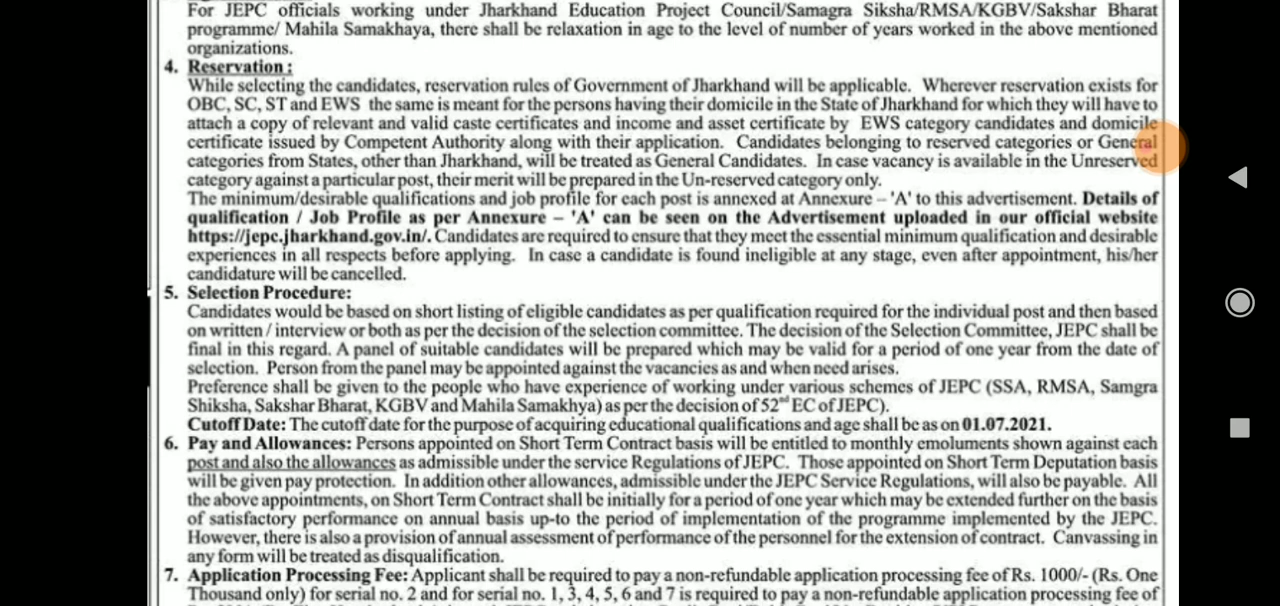 For JEPC officials working under Jharkhand Education Project Council/Samagra Siksha/RMSA/KGBV/Sakshar Bharat
programme/ Mahila Samakhaya, there shall be relaxation in age to the level of number of years worked in the above mentioned
organizations.
4. Reservation :
While selecting the candidates, reservation rules of Government of Jharkhand will be applicable. Wherever reservation exists for
OBC, SC, ST and EWS the same is meant for the persons having their domicile in the State of Jharkhand for which they will have to
attach a copy of relevant and valid caste certificates and income and asset certificate by EWS category candidates and domicile
certificate issued by Competent Authority along with their application. Candidates belonging to reserved categories or General
categories from States, other than Jharkhand, will be treated as General Candidates. In case vacancy is available in the Unreserved
category against a particular post, their merit will be prepared in the Un-reserved category only.
The minimum/desirable qualifications and job profile for each post is annexed at Annexure – 'A' to this advertisement. Details of
qualification / Job Profile as per Annexure – 'A' can be seen on the Advertisement uploaded in our official website
https://jepc.jharkhand.gov.in/. Candidates are required to ensure that they meet the essential minimum qualification and desirable
experiences in all respects before applying. In case a candidate is found ineligible at any stage, even after appointment, his/her
candidature will be cancelled.
5. Selection Procedure:
Candidates would be based on short listing of eligible candidates as per qualification required for the individual post and then based
on written / interview or both as per the decision of the selection committee. The decision of the Selection Committee, JEPC shall be
final in this regard. A panel of suitable candidates will be prepared which may be valid for a period of one year from the date of
selection. Person from the panel may be appointed against the vacancies as and when need arises.
Preference shall be given to the people who have experience of working under various schemes of JEPC (SSA, RMSA, Samgra
Shiksha, Sakshar Bharat, KGBV and Mahila Samakhya) as per the decision of 52nd EC of JEPC).
Cutoff Date: The cutoff date for the purpose of acquiring educational qualifications and age shall be as on 01.07.2021.
6. Pay and Allowances: Persons appointed on Short Term Contract basis will be entitled to monthly emoluments shown against each
post and also the allowances as admissible under the service Regulations of JEPC. Those appointed on Short Term Deputation basis
will be given pay protection. In addition other allowances, admissible under the JEPC Service Regulations, will also be payable. All
the above appointments, on Short Term Contract shall be initially for a period of one year which may be extended further on the basis
of satisfactory performance on annual basis up-to the period of implementation of the programme implemented by the JEPC.
However, there is also a provision of annual assessment of performance of the personnel for the extension of contract. Canvassing in
any form will be treated as disqualification.
7. Application Processing Fee: Applicant shall be required to pay a non-refundable application processing fee of Rs. 1000/- (Rs. One
Thousand only) for serial no. 2 and for serial no. 1, 3, 4, 5, 6 and 7 is required to pay a non-refundable application processing fee of